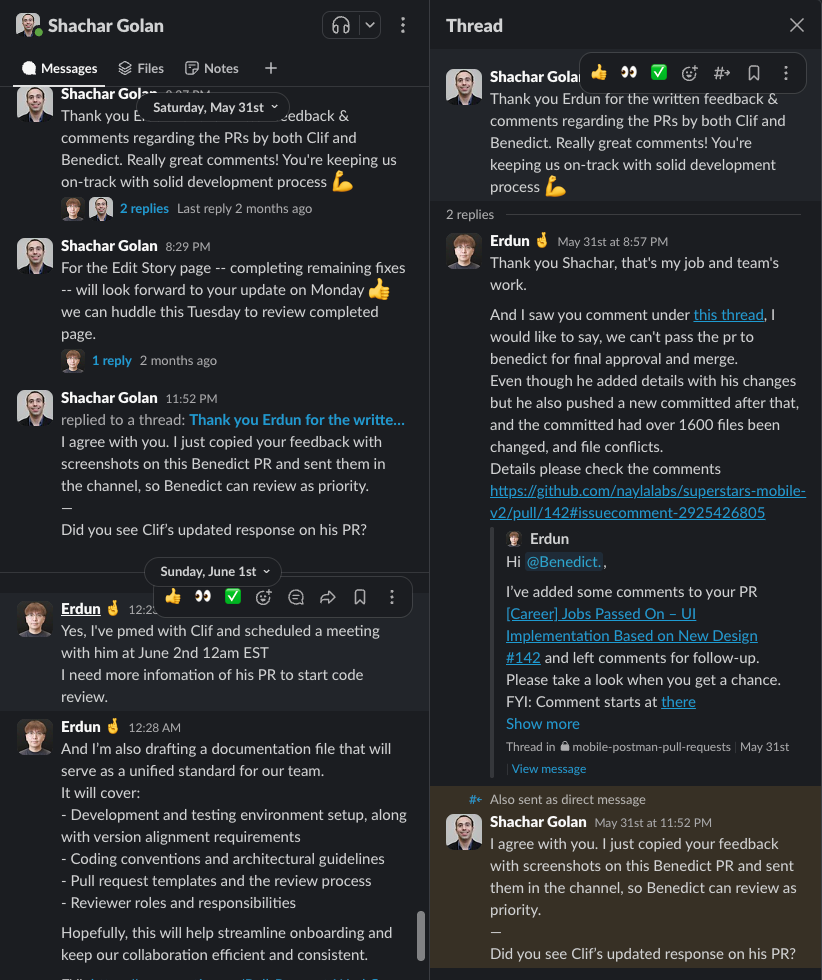 Shachar Golan
Messages
Files
Notes
Shachar Golan 8:27 PM
Saturday, May 31st
Thank you feedback &
comments regarding the PRs by both Clif and
Benedict. Really great comments! You're keeping us
on-track with solid development process 💪
2 replies Last reply 2 months ago
Shachar Golan 8:29 PM
For the Edit Story page -- completing remaining fixes
-- will look forward to your update on Monday 👍
we can huddle this Tuesday to review completed
page.
1 reply 2 months ago
Shachar Golan 11:52 PM
replied to a thread: Thank you Erdun for the writte...
I agree with you. I just copied your feedback with
screenshots on this Benedict PR and sent them in
the channel, so Benedict can review as priority.
—
Did you see Clif's updated response on his PR?
Sunday, June 1st
Erdun 🤞
Yes, I've pmed with Clif and scheduled a meeting
with him at June 2nd 12am EST
I need more infomation of his PR to start code
review.
Erdun 🤞 12:28 AM
And I'm also drafting a documentation file that will
serve as a unified standard for our team.
It will cover:
- Development and testing environment setup, along
with version alignment requirements
- Coding conventions and architectural guidelines
- Pull request templates and the review process
- Reviewer roles and responsibilities
Hopefully, this will help streamline onboarding and
keep our collaboration efficient and consistent.
Thread
Shachar Golan
Thank you Erdun for the written feedback &
comments regarding the PRs by both Clif and
Benedict. Really great comments! You're
keeping us on-track with solid development
process 💪
2 replies
Erdun 🤞 May 31st at 8:57 PM
Thank you Shachar, that's my job and team's
work.
And I saw you comment under this thread, I
would like to say, we can't pass the pr to
benedict for final approval and merge.
Even though he added details with his changes
but he also pushed a new committed after that,
and the committed had over 1600 files been
changed, and file conflicts.
Details please check the comments
https://github.com/naylalabs/superstars-mobile-
v2/pull/142#issuecomment-2925426805
Erdun
Hi @Benedict. ,
I've added some comments to your PR
[Career] Jobs Passed On – UI
Implementation Based on New Design
#142 and left comments for follow-up.
Please take a look when you get a chance.
FYI: Comment starts at there
Show more
Thread in mobile-postman-pull-requests | May 31st
| View message
Also sent as direct message
Shachar Golan May 31st at 11:52 PM
I agree with you. I just copied your feedback
with screenshots on this Benedict PR and sent
them in the channel, so Benedict can review as
priority.
—
Did you see Clif's updated response on his PR?